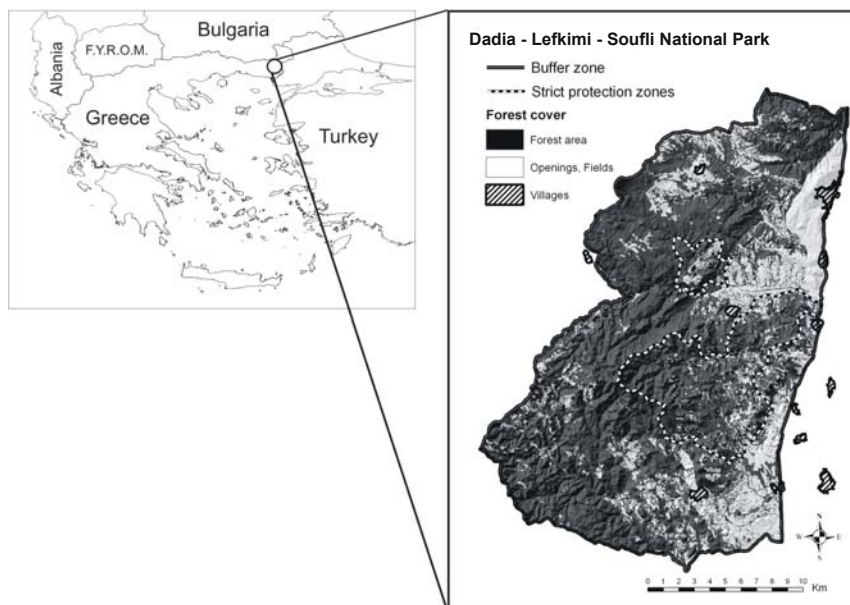 Bulgaria
F.Y.R.O.M.
Albania
Greece
Turkey
Dadia - Lefkimi - Soufli National Park
Buffer zone
Strict protection zones
Forest cover
Forest area
Openings, Fields
Villages
N
W E
S
0 1 2 3 4 5 6 7 8 9 10
Km